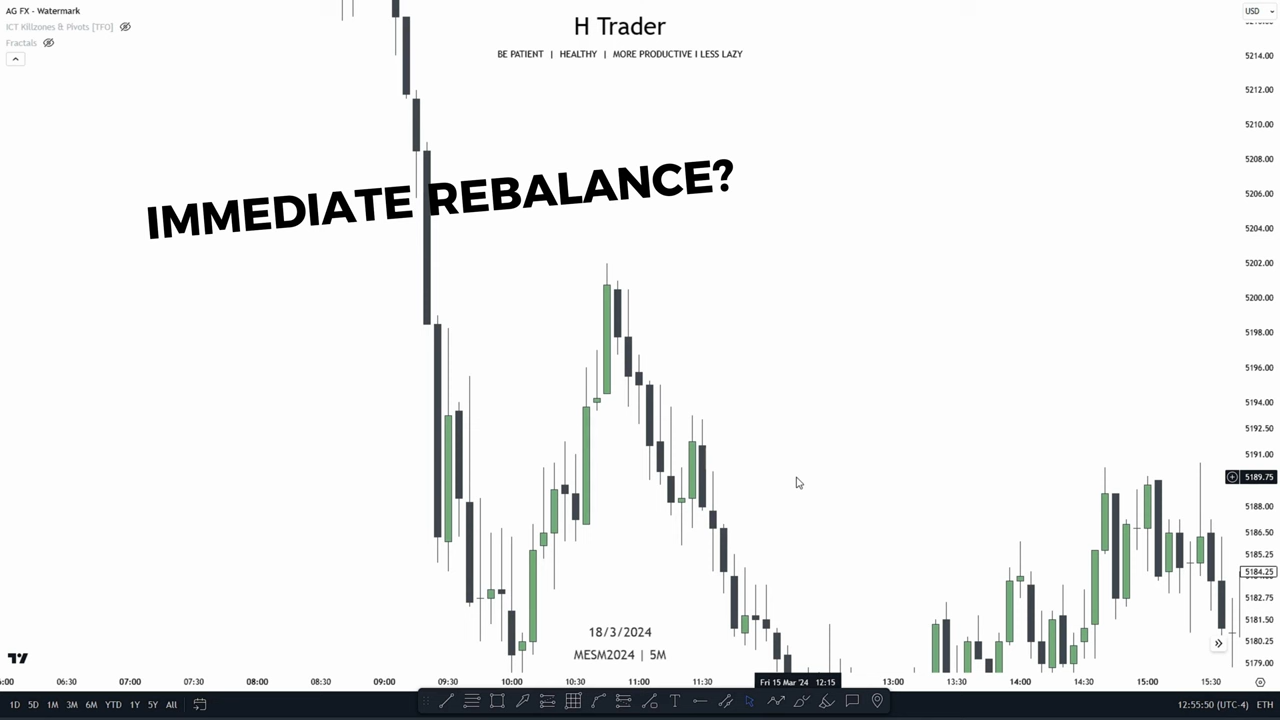 AG FX - Watermark
ICT Killzones & Pivots [TFO]
Fractals
H Trader
BE PATIENT | HEALTHY | MORE PRODUCTIVE I LESS LAZY
IMMEDIATE REBALANCE?
USD
5214.00
5212.00
5210.00
5208.00
5206.00
5204.00
5202.00
5200.00
5198.00
5196.00
5194.00
5192.50
5191.00
5189.75
5188.00
5186.50
5185.25
5184.25
5182.75
5181.50
5180.25
5179.00
18/3/2024
MESM2024 | 5M
06:30 07:00 07:30 08:00 08:30 09:00 09:30 10:00 10:30 11:00 11:30 Fri 15 Mar '24 12:15 13:00 13:30 14:00 14:30 15:00 15:30
1D 5D 1M 3M 6M YTD 1Y 5Y All
12:55:50 (UTC-4) ETH